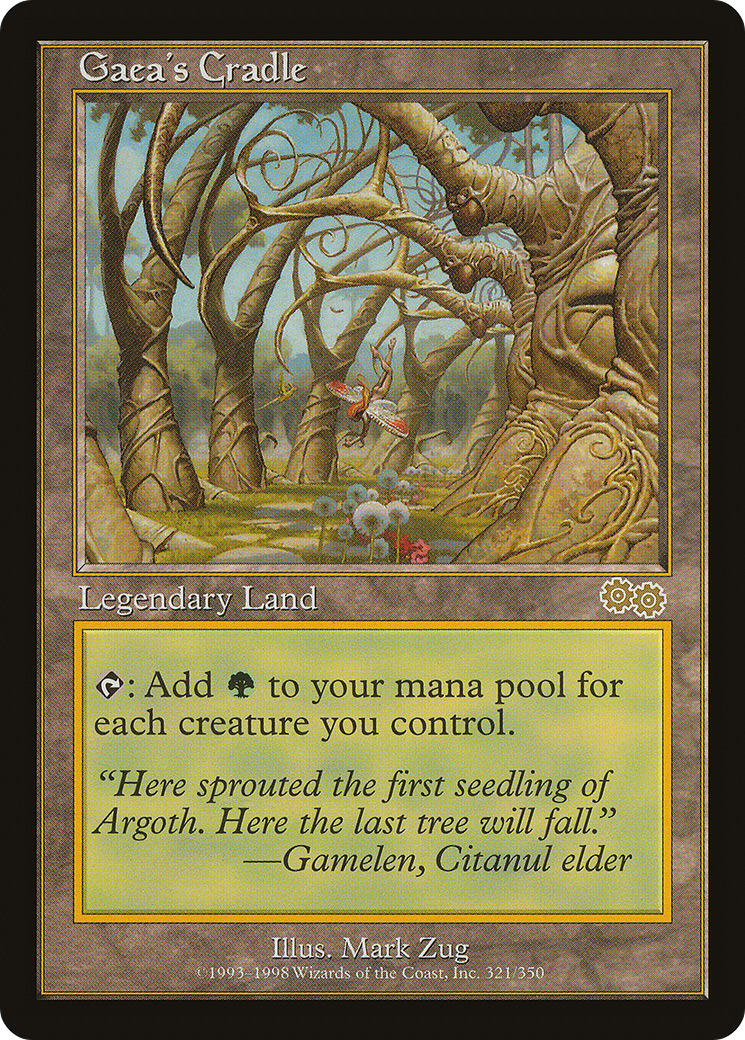 Gaea's Cradle
Legendary Land
: Add to your mana pool for
each creature you control.
“Here sprouted the first seedling of
Argoth. Here the last tree will fall.”
—Gamelen, Citanul elder
Illus. Mark Zug
©1993–1998 Wizards of the Coast, Inc. 321/350